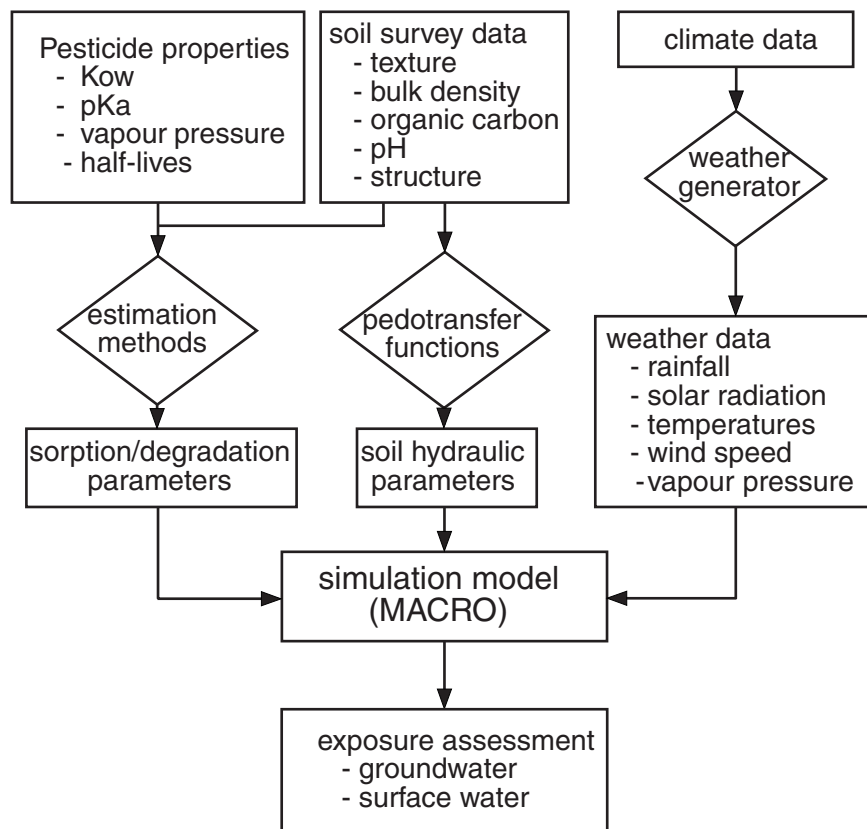 Pesticide properties
- Kow
- pKa
- vapour pressure
- half-lives
soil survey data
- texture
- bulk density
- organic carbon
- pH
- structure
climate data
weather
generator
estimation
methods
pedotransfer
functions
weather data
- rainfall
- solar radiation
- temperatures
- wind speed
-vapour pressure
sorption/degradation
parameters
soil hydraulic
parameters
simulation model
(MACRO)
exposure assessment
- groundwater
- surface water